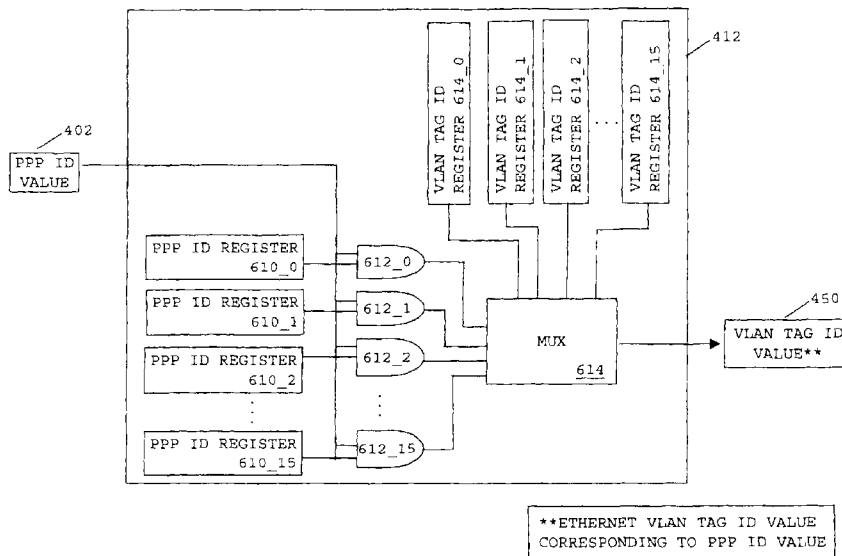 412
VLAN TAG ID
REGISTER 614_0
VLAN TAG ID
REGISTER 614_1
VLAN TAG ID
REGISTER 614_2
. . .
VLAN TAG ID
REGISTER 614_15
402
PPP ID
VALUE
PPP ID REGISTER
610_0
612_0
PPP ID REGISTER
610_1
612_1
PPP ID REGISTER
610_2
612_2
PPP ID REGISTER
610_15
612_15
MUX
614
450
VLAN TAG ID
VALUE**
**ETHERNET VLAN TAG ID VALUE
CORRESPONDING TO PPP ID VALUE